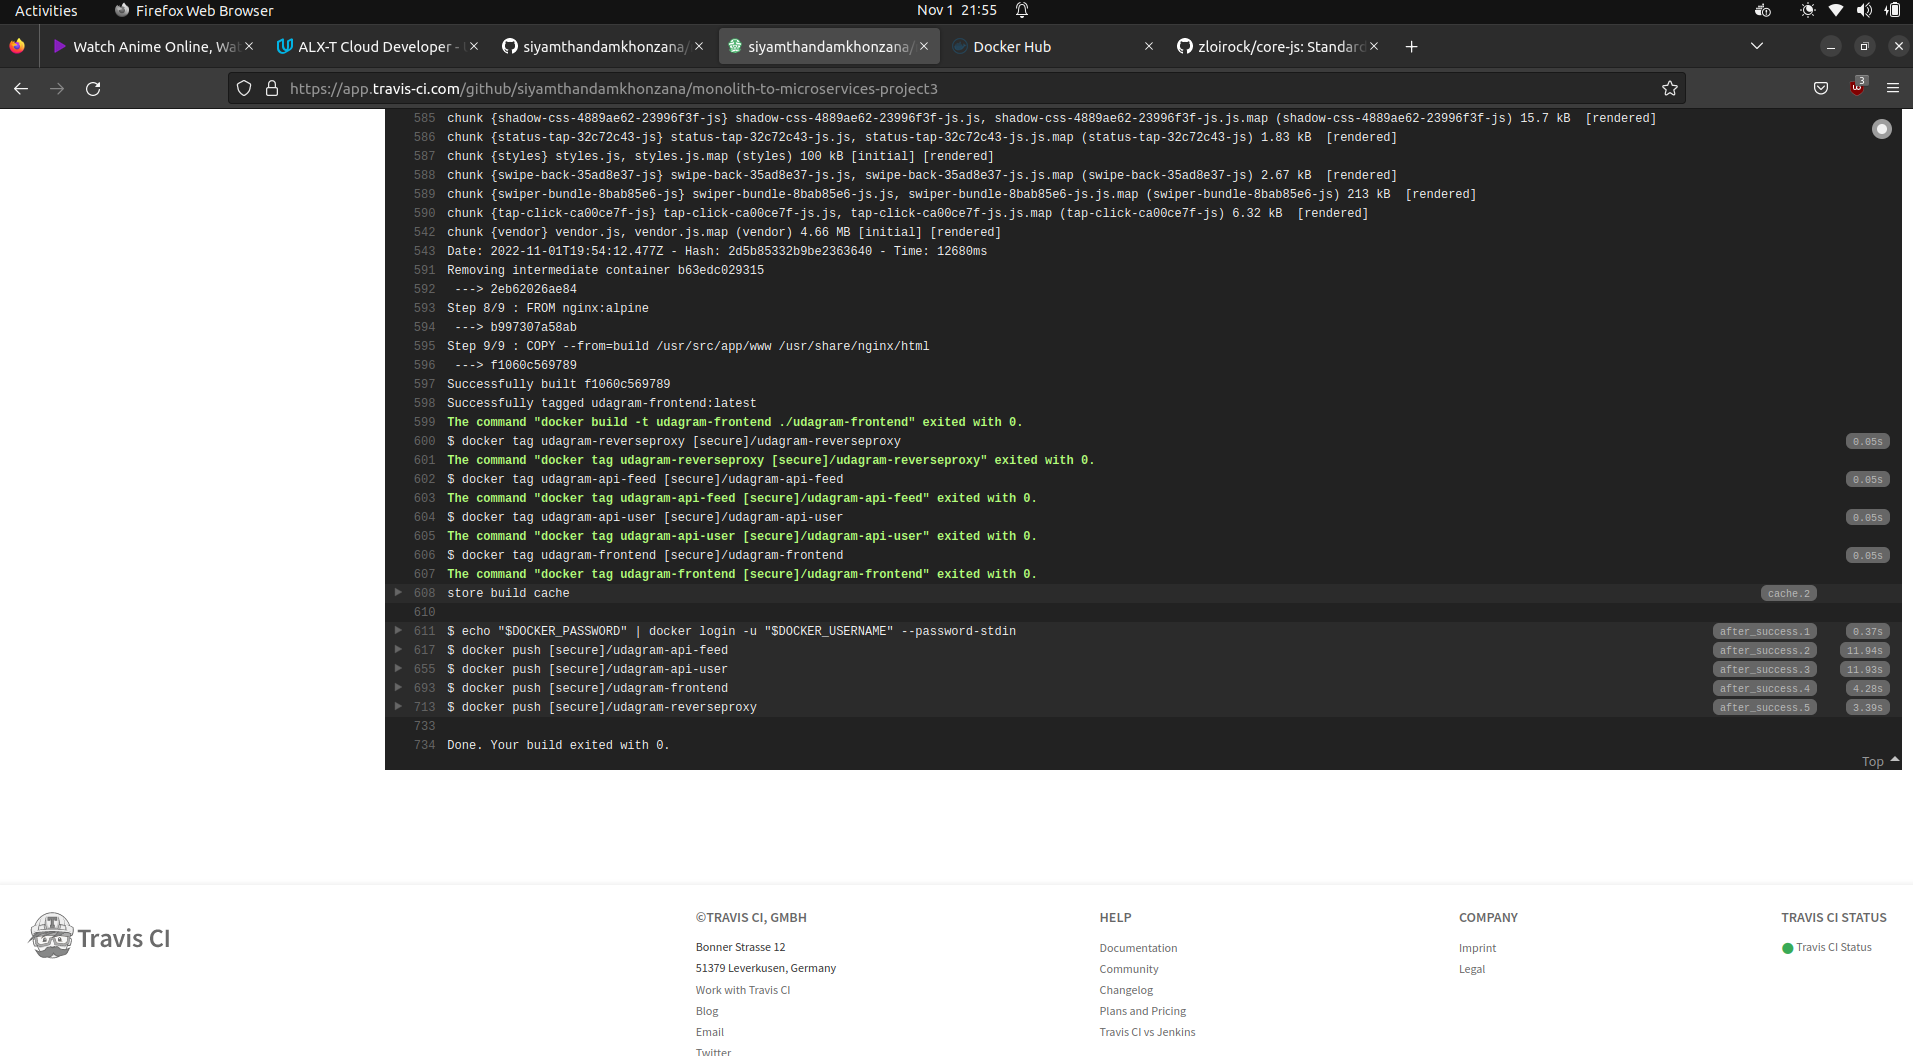 Activities
Firefox Web Browser
Nov 1 21:55
Watch Anime Online, Wat
ALX-T Cloud Developer -
siyamthandamkhonzana/
siyamthandamkhonzana/
Docker Hub
zloirock/core-js: Standard
https://app.travis-ci.com/github/siyamthandamkhonzana/monolith-to-microservices-project3
3
585 chunk {shadow-css-4889ae62-23996f3f-js} shadow-css-4889ae62-23996f3f-js.js, shadow-css-4889ae62-23996f3f-js.js.map (shadow-css-4889ae62-23996f3f-js) 15.7 kB [rendered]
586 chunk {status-tap-32c72c43-js} status-tap-32c72c43-js.js, status-tap-32c72c43-js.js.map (status-tap-32c72c43-js) 1.83 kB [rendered]
587 chunk {styles} styles.js, styles.js.map (styles) 100 kB [initial] [rendered]
588 chunk {swipe-back-35ad8e37-js} swipe-back-35ad8e37-js.js, swipe-back-35ad8e37-js.js.map (swipe-back-35ad8e37-js) 2.67 kB [rendered]
589 chunk {swiper-bundle-8bab85e6-js} swiper-bundle-8bab85e6-js.js, swiper-bundle-8bab85e6-js.js.map (swiper-bundle-8bab85e6-js) 213 kB [rendered]
590 chunk {tap-click-ca00ce7f-js} tap-click-ca00ce7f-js.js, tap-click-ca00ce7f-js.js.map (tap-click-ca00ce7f-js) 6.32 kB [rendered]
542 chunk {vendor} vendor.js, vendor.js.map (vendor) 4.66 MB [initial] [rendered]
543 Date: 2022-11-01T19:54:12.477Z - Hash: 2d5b85332b9be2363640 - Time: 12680ms
591 Removing intermediate container b63edc029315
592 ---> 2eb62026ae84
593 Step 8/9 : FROM nginx:alpine
594 ---> b997307a58ab
595 Step 9/9 : COPY --from=build /usr/src/app/www /usr/share/nginx/html
596 ---> f1060c569789
597 Successfully built f1060c569789
598 Successfully tagged udagram-frontend:latest
599 The command "docker build -t udagram-frontend ./udagram-frontend" exited with 0.
600 $ docker tag udagram-reverseproxy [secure]/udagram-reverseproxy 0.05s
601 The command "docker tag udagram-reverseproxy [secure]/udagram-reverseproxy" exited with 0.
602 $ docker tag udagram-api-feed [secure]/udagram-api-feed 0.05s
603 The command "docker tag udagram-api-feed [secure]/udagram-api-feed" exited with 0.
604 $ docker tag udagram-api-user [secure]/udagram-api-user 0.05s
605 The command "docker tag udagram-api-user [secure]/udagram-api-user" exited with 0.
606 $ docker tag udagram-frontend [secure]/udagram-frontend 0.05s
607 The command "docker tag udagram-frontend [secure]/udagram-frontend" exited with 0.
608 store build cache cache.2
610
611 $ echo "$DOCKER_PASSWORD" | docker login -u "$DOCKER_USERNAME" --password-stdin after_success.1 0.37s
617 $ docker push [secure]/udagram-api-feed after_success.2 11.94s
655 $ docker push [secure]/udagram-api-user after_success.3 11.93s
693 $ docker push [secure]/udagram-frontend after_success.4 4.28s
713 $ docker push [secure]/udagram-reverseproxy after_success.5 3.39s
733
734 Done. Your build exited with 0.
Top
Travis CI
©TRAVIS CI, GMBH
Bonner Strasse 12
51379 Leverkusen, Germany
Work with Travis CI
Blog
Email
Twitter
HELP
Documentation
Community
Changelog
Plans and Pricing
Travis CI vs Jenkins
COMPANY
Imprint
Legal
TRAVIS CI STATUS
Travis CI Status